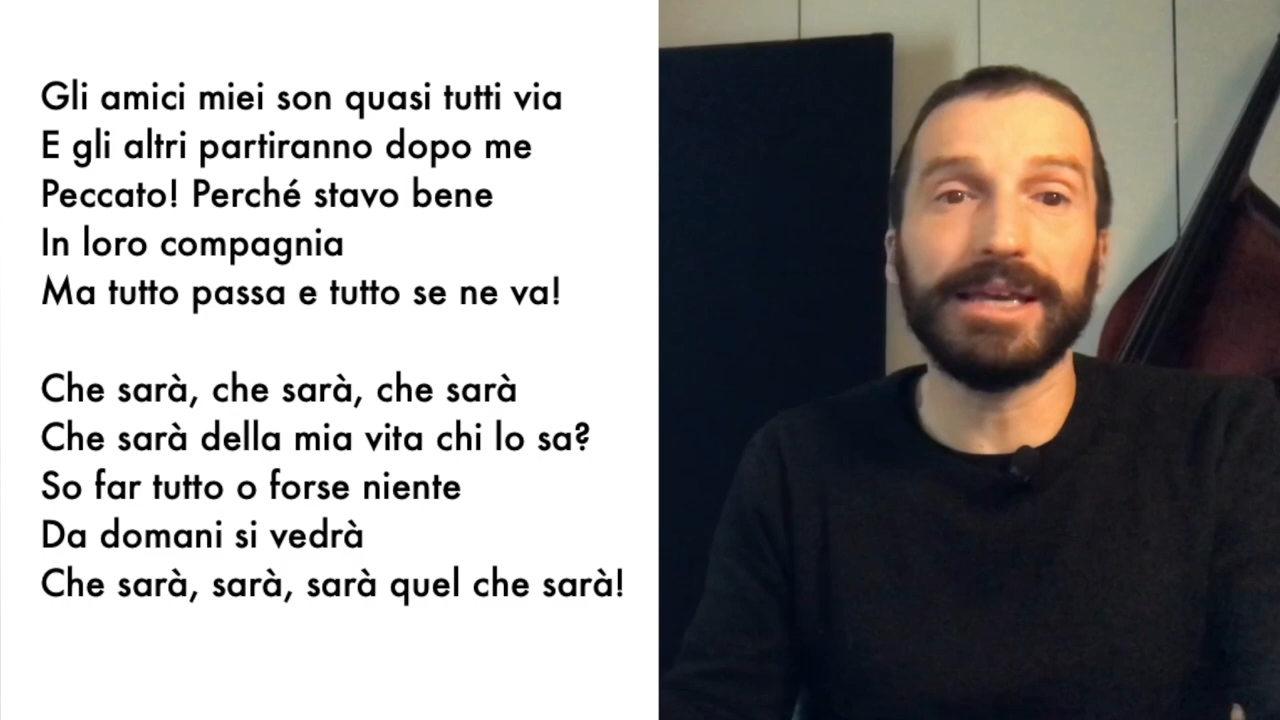 Gli amici miei son quasi tutti via
E gli altri partiranno dopo me
Peccato! Perché stavo bene
In loro compagnia
Ma tutto passa e tutto se ne va!
Che sarà, che sarà, che sarà
Che sarà della mia vita chi lo sa?
So far tutto o forse niente
Da domani si vedrà
Che sarà, sarà, sarà quel che sarà!